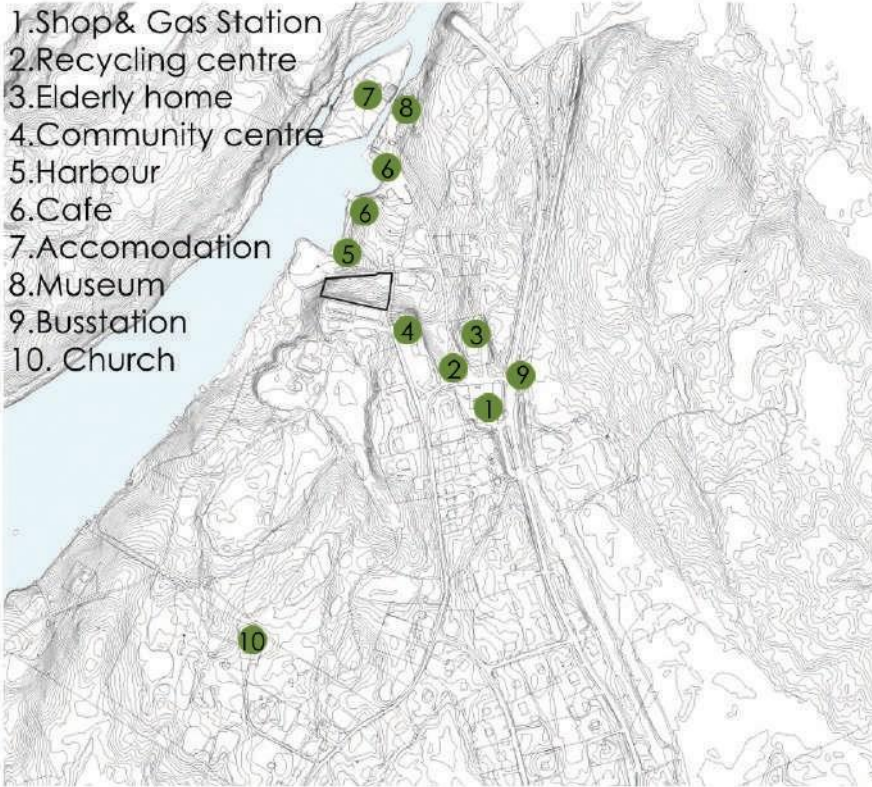 1.Shop& Gas Station
2.Recycling centre
3.Elderly home
4.Community centre
5.Harbour
6.Cafe
7.Accomodation
8.Museum
9.Busstation
10. Church
7
8
6
6
5
4
3
2
9
1
10